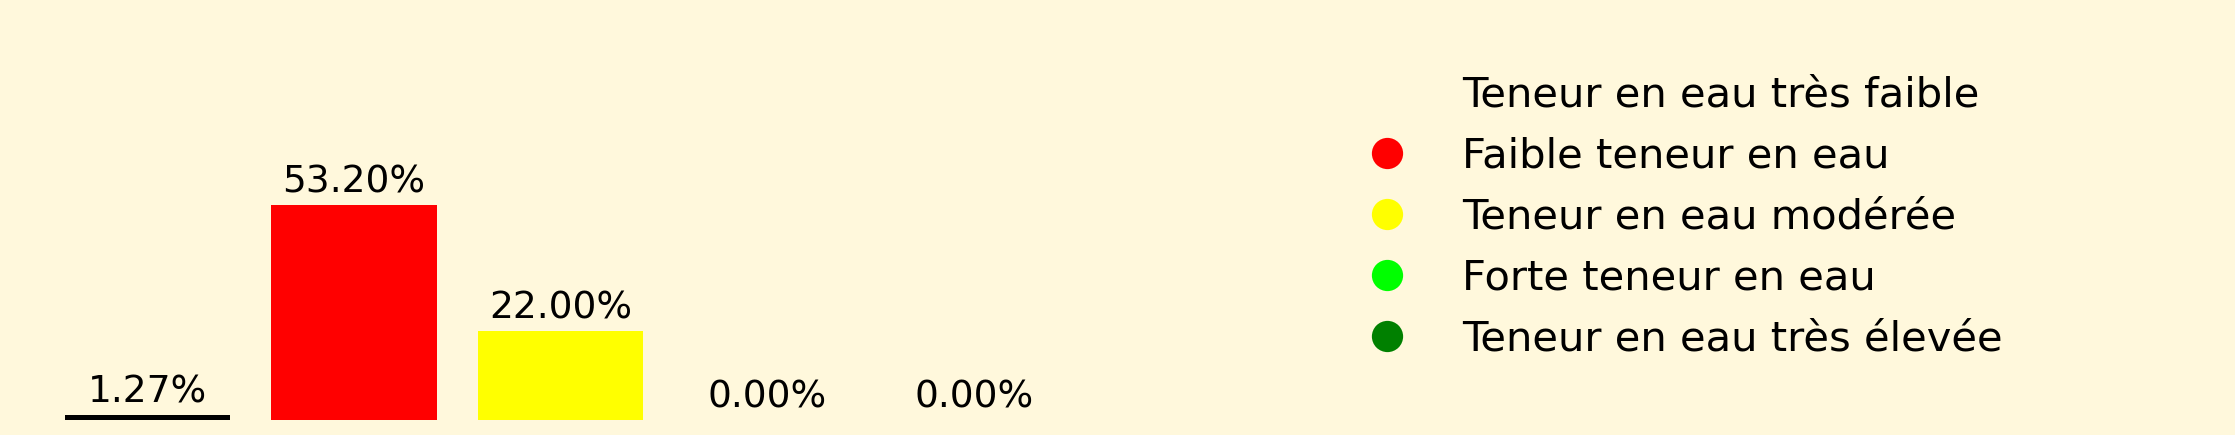 1.27%
53.20%
22.00%
0.00%
0.00%
Teneur en eau très faible
Faible teneur en eau
Teneur en eau modérée
Forte teneur en eau
Teneur en eau très élevée